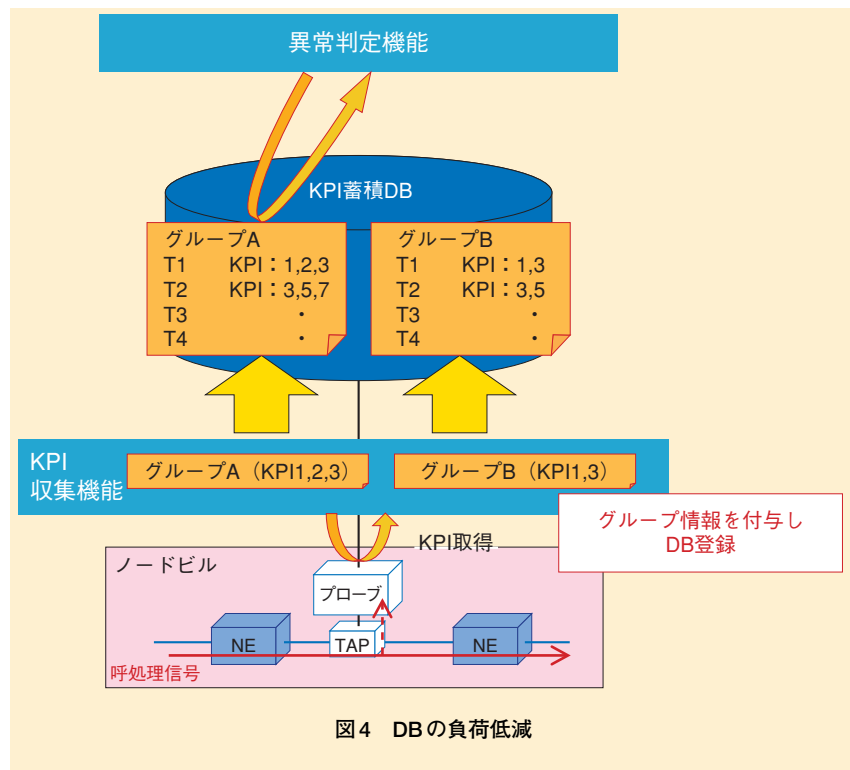 異常判定機能
KPI蓄積DB
グループA
T1 KPI：1,2,3
T2 KPI：3,5,7
T3 ・
T4 ・
グループB
T1 KPI：1,3
T2 KPI：3,5
T3 ・
T4 ・
KPI
収集機能
グループA（KPI1,2,3）
グループB（KPI1,3）
グループ情報を付与し
DB登録
KPI取得
ノードビル
プローブ
NE
TAP
NE
呼処理信号
図4 DBの負荷低減